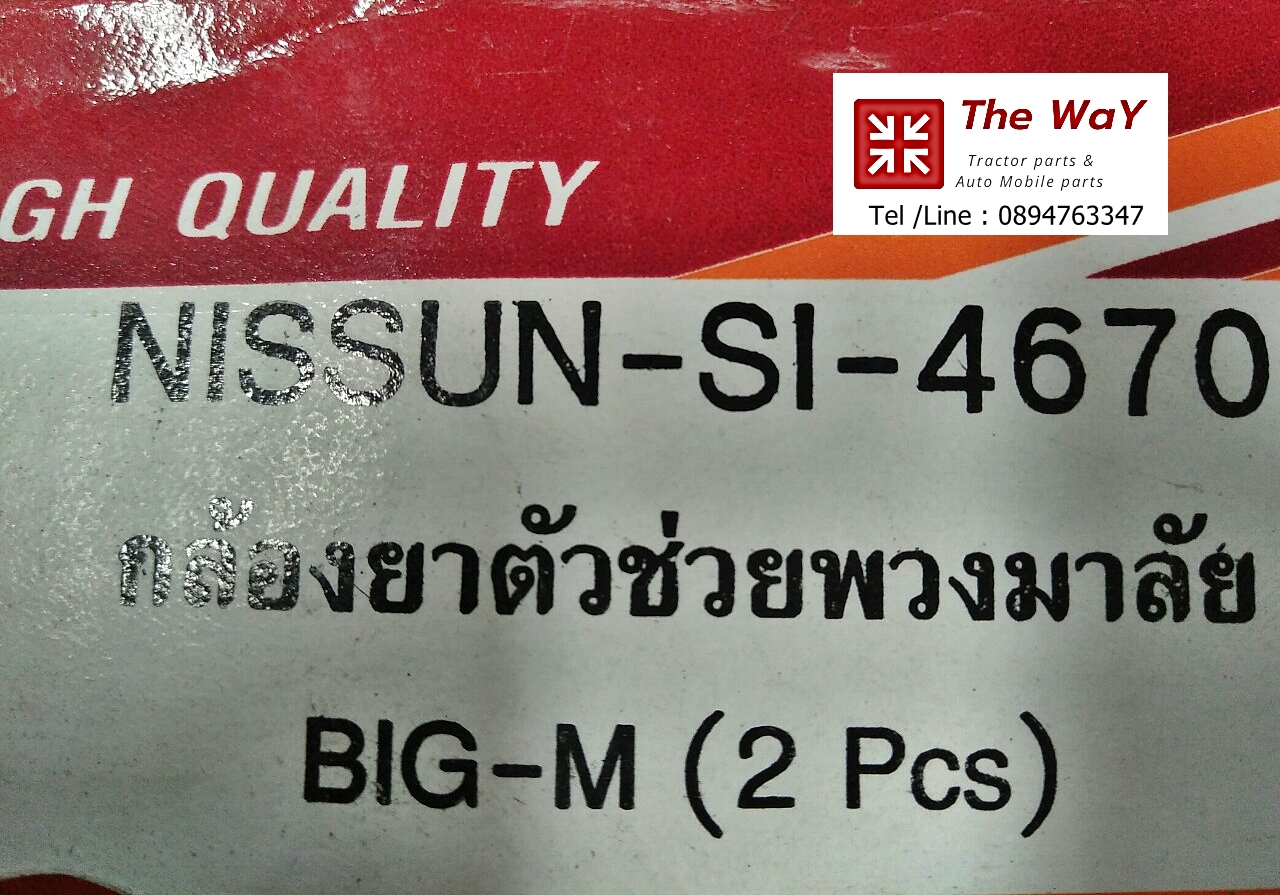 The WaY
Tractor parts &
Auto Mobile parts
Tel /Line : 0894763347
GH QUALITY
NISSUN-SI-4670
กล้องยาตัวช่วยพวงมาลัย
BIG-M (2 Pcs)